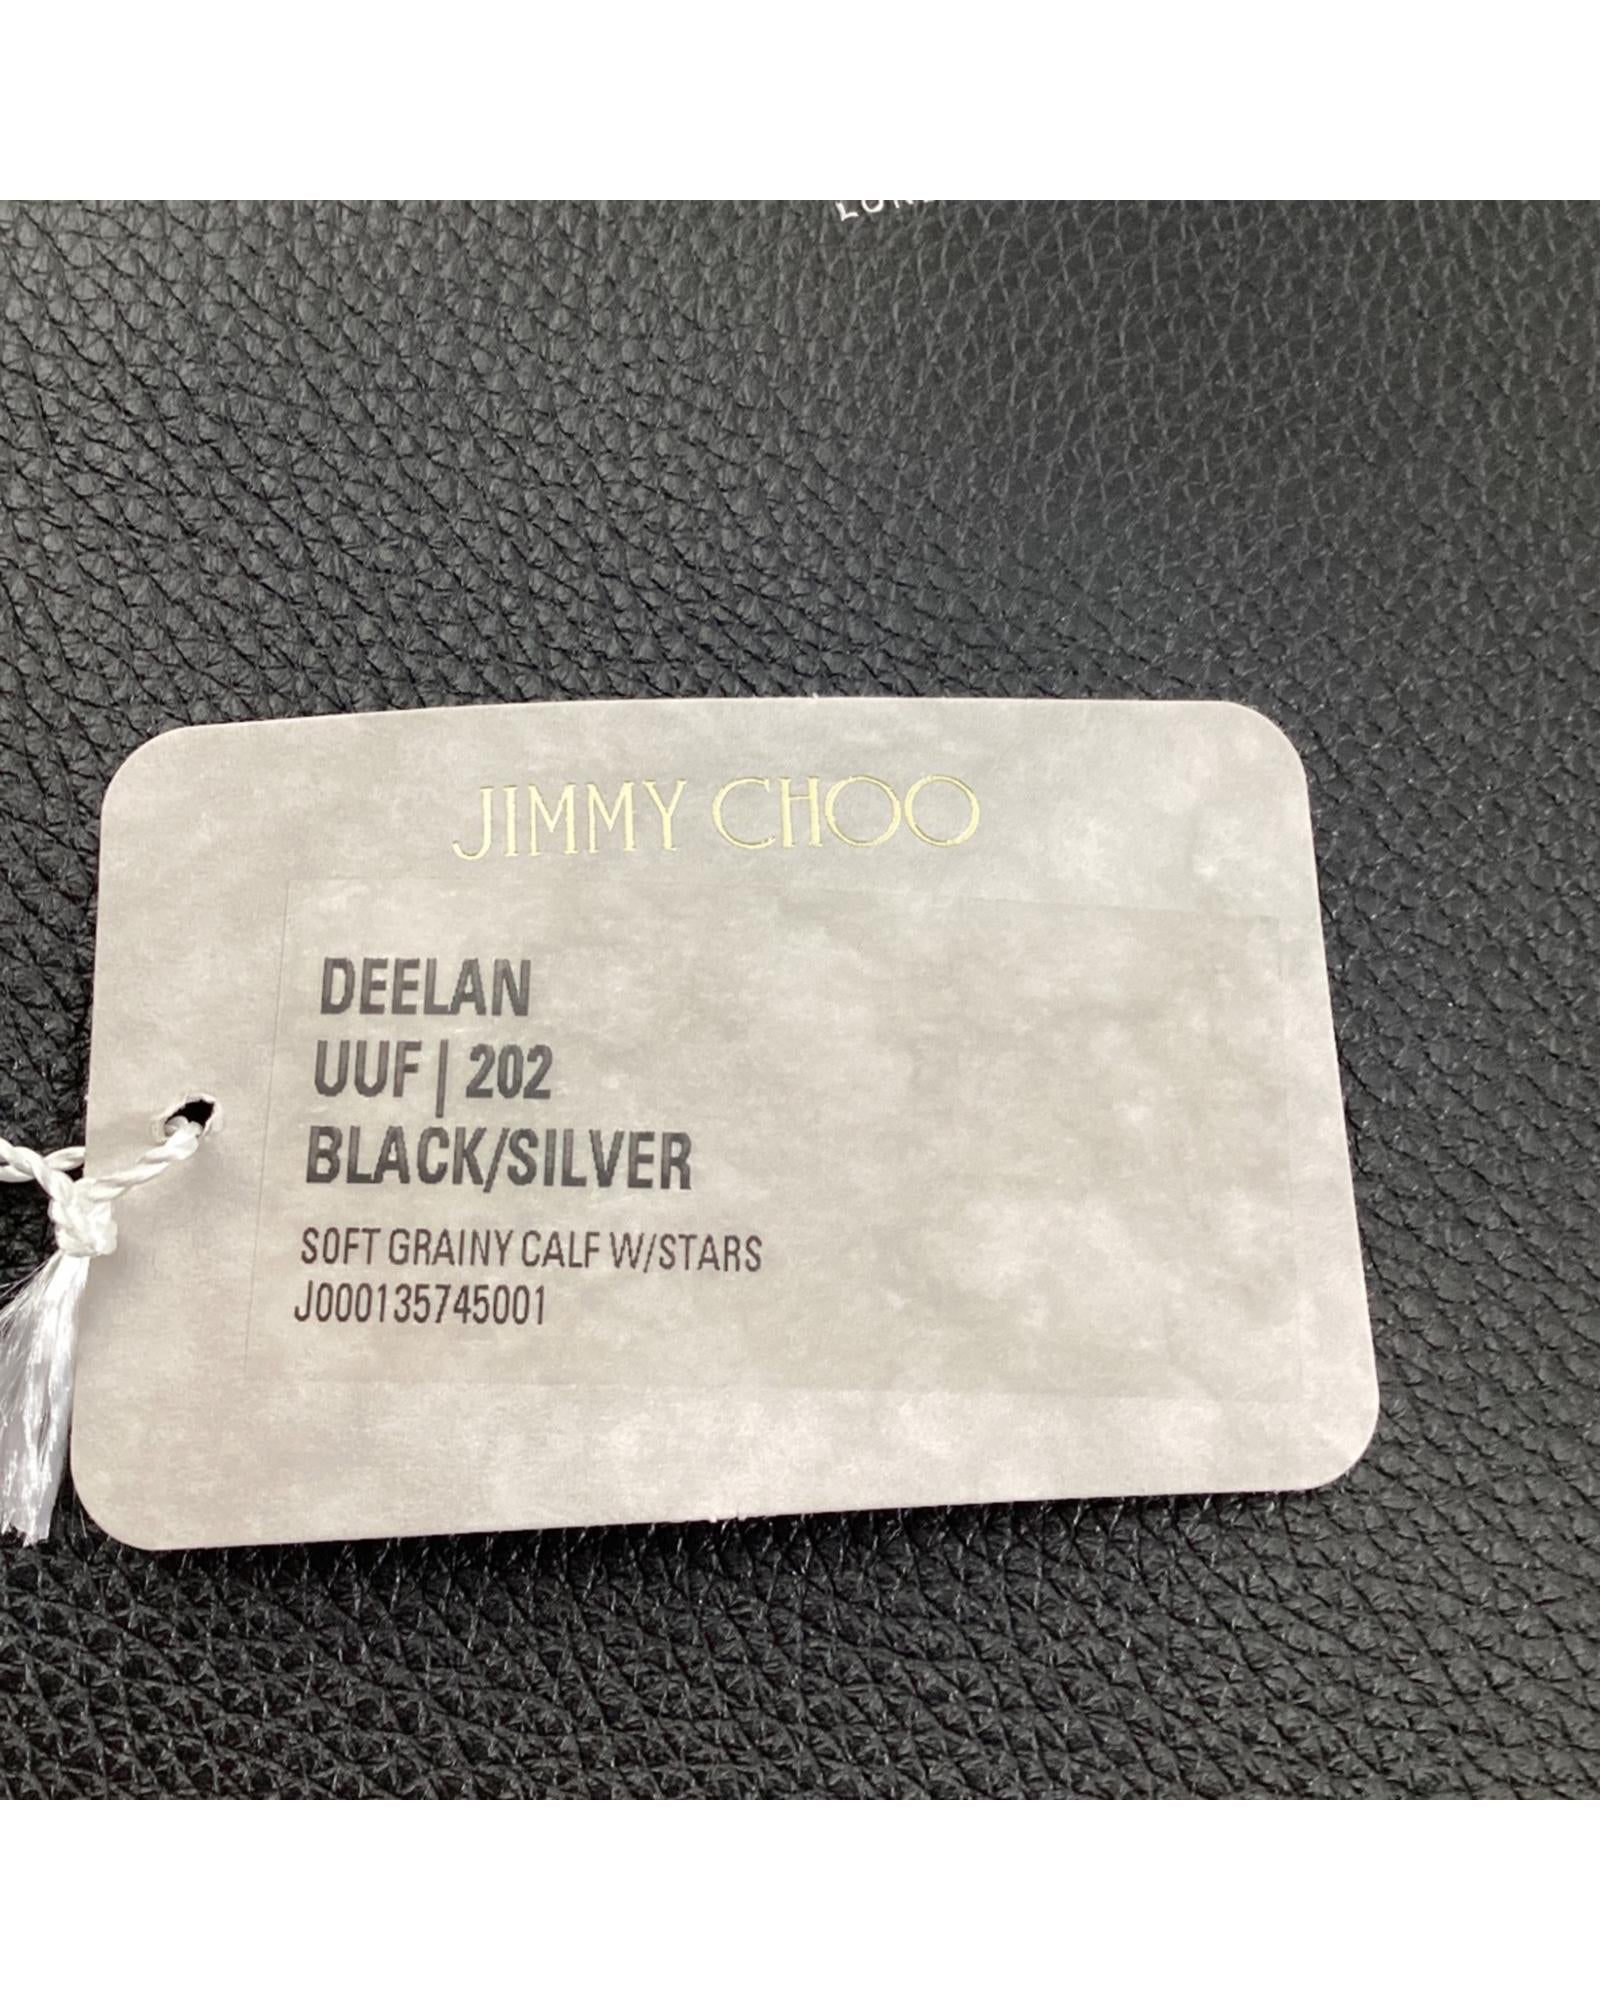 JIMMY CHOO
DEELAN
UUF | 202
BLACK/SILVER
SOFT GRAINY CALF W/STARS
J000135745001